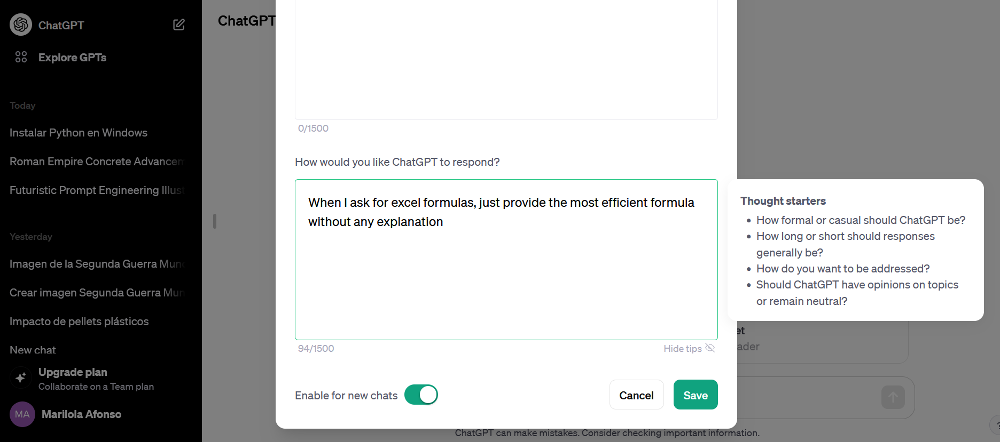 ChatGPT
Explore GPTs
Today
Instalar Python en Windows
Roman Empire Concrete
Futuristic Prompt Engineering
Yesterday
Imagen de la Segunda Guerra
Crear imagen Segunda Guerra
Impacto de pellets plásticos
New chat
Upgrade plan
Collaborate on a Team plan
MA
Marilola Afonso
ChatGPT
0/1500
How would you like ChatGPT to respond?
When I ask for excel formulas, just provide the most efficient formula
without any explanation
94/1500
Hide tips
Enable for new chats
Cancel
Save
Thought starters
• How formal or casual should ChatGPT be?
• How long or short should responses
generally be?
• How do you want to be addressed?
• Should ChatGPT have opinions on topics
or remain neutral?
ChatGPT can make mistakes. Consider checking important information.